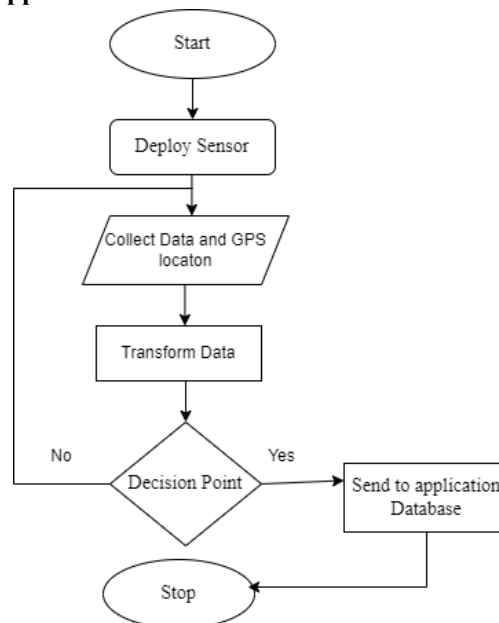 Start
Deploy Sensor
Collect Data and GPS
locaton
Transform Data
No
Decision Point
Yes
Send to application
Database
Stop